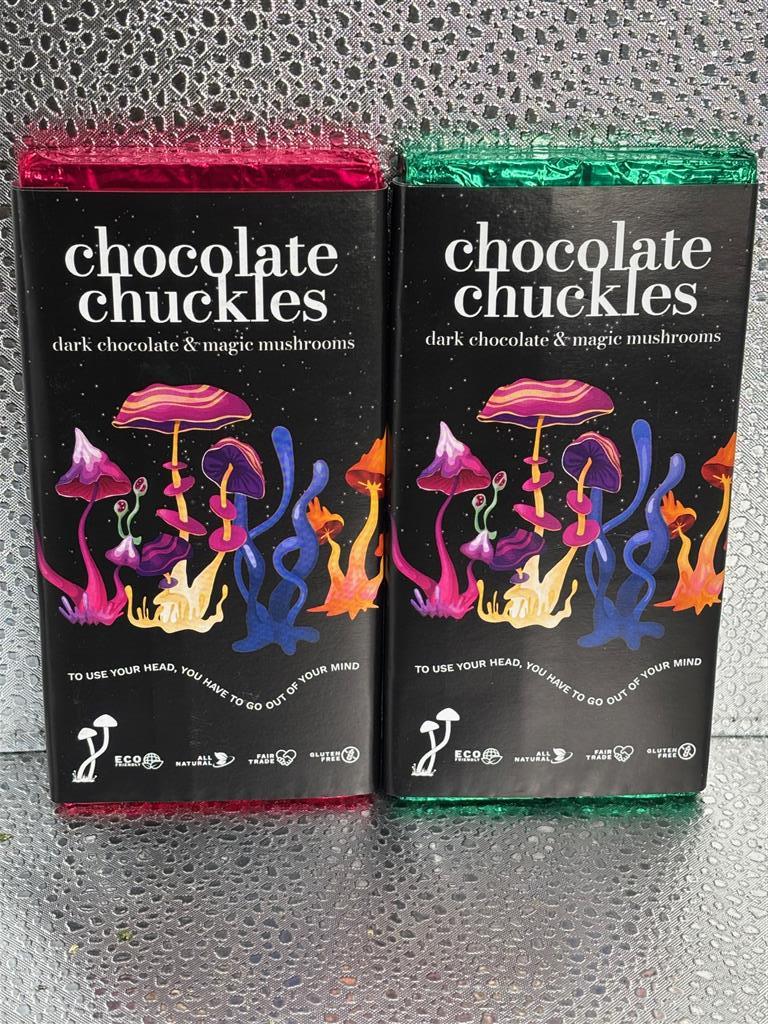 chocolate
chuckles
dark chocolate & magic mushrooms
TO USE YOUR HEAD, YOU HAVE TO GO OUT OF YOUR MIND
ECO
FRIENDLY
ALL
NATURAL
FAIR
TRADE
GLUTEN
FREE
chocolate
chuckles
dark chocolate & magic mushrooms
TO USE YOUR HEAD, YOU HAVE TO GO OUT OF YOUR MIND
ECO
FRIENDLY
ALL
NATURAL
FAIR
TRADE
GLUTEN
FREE